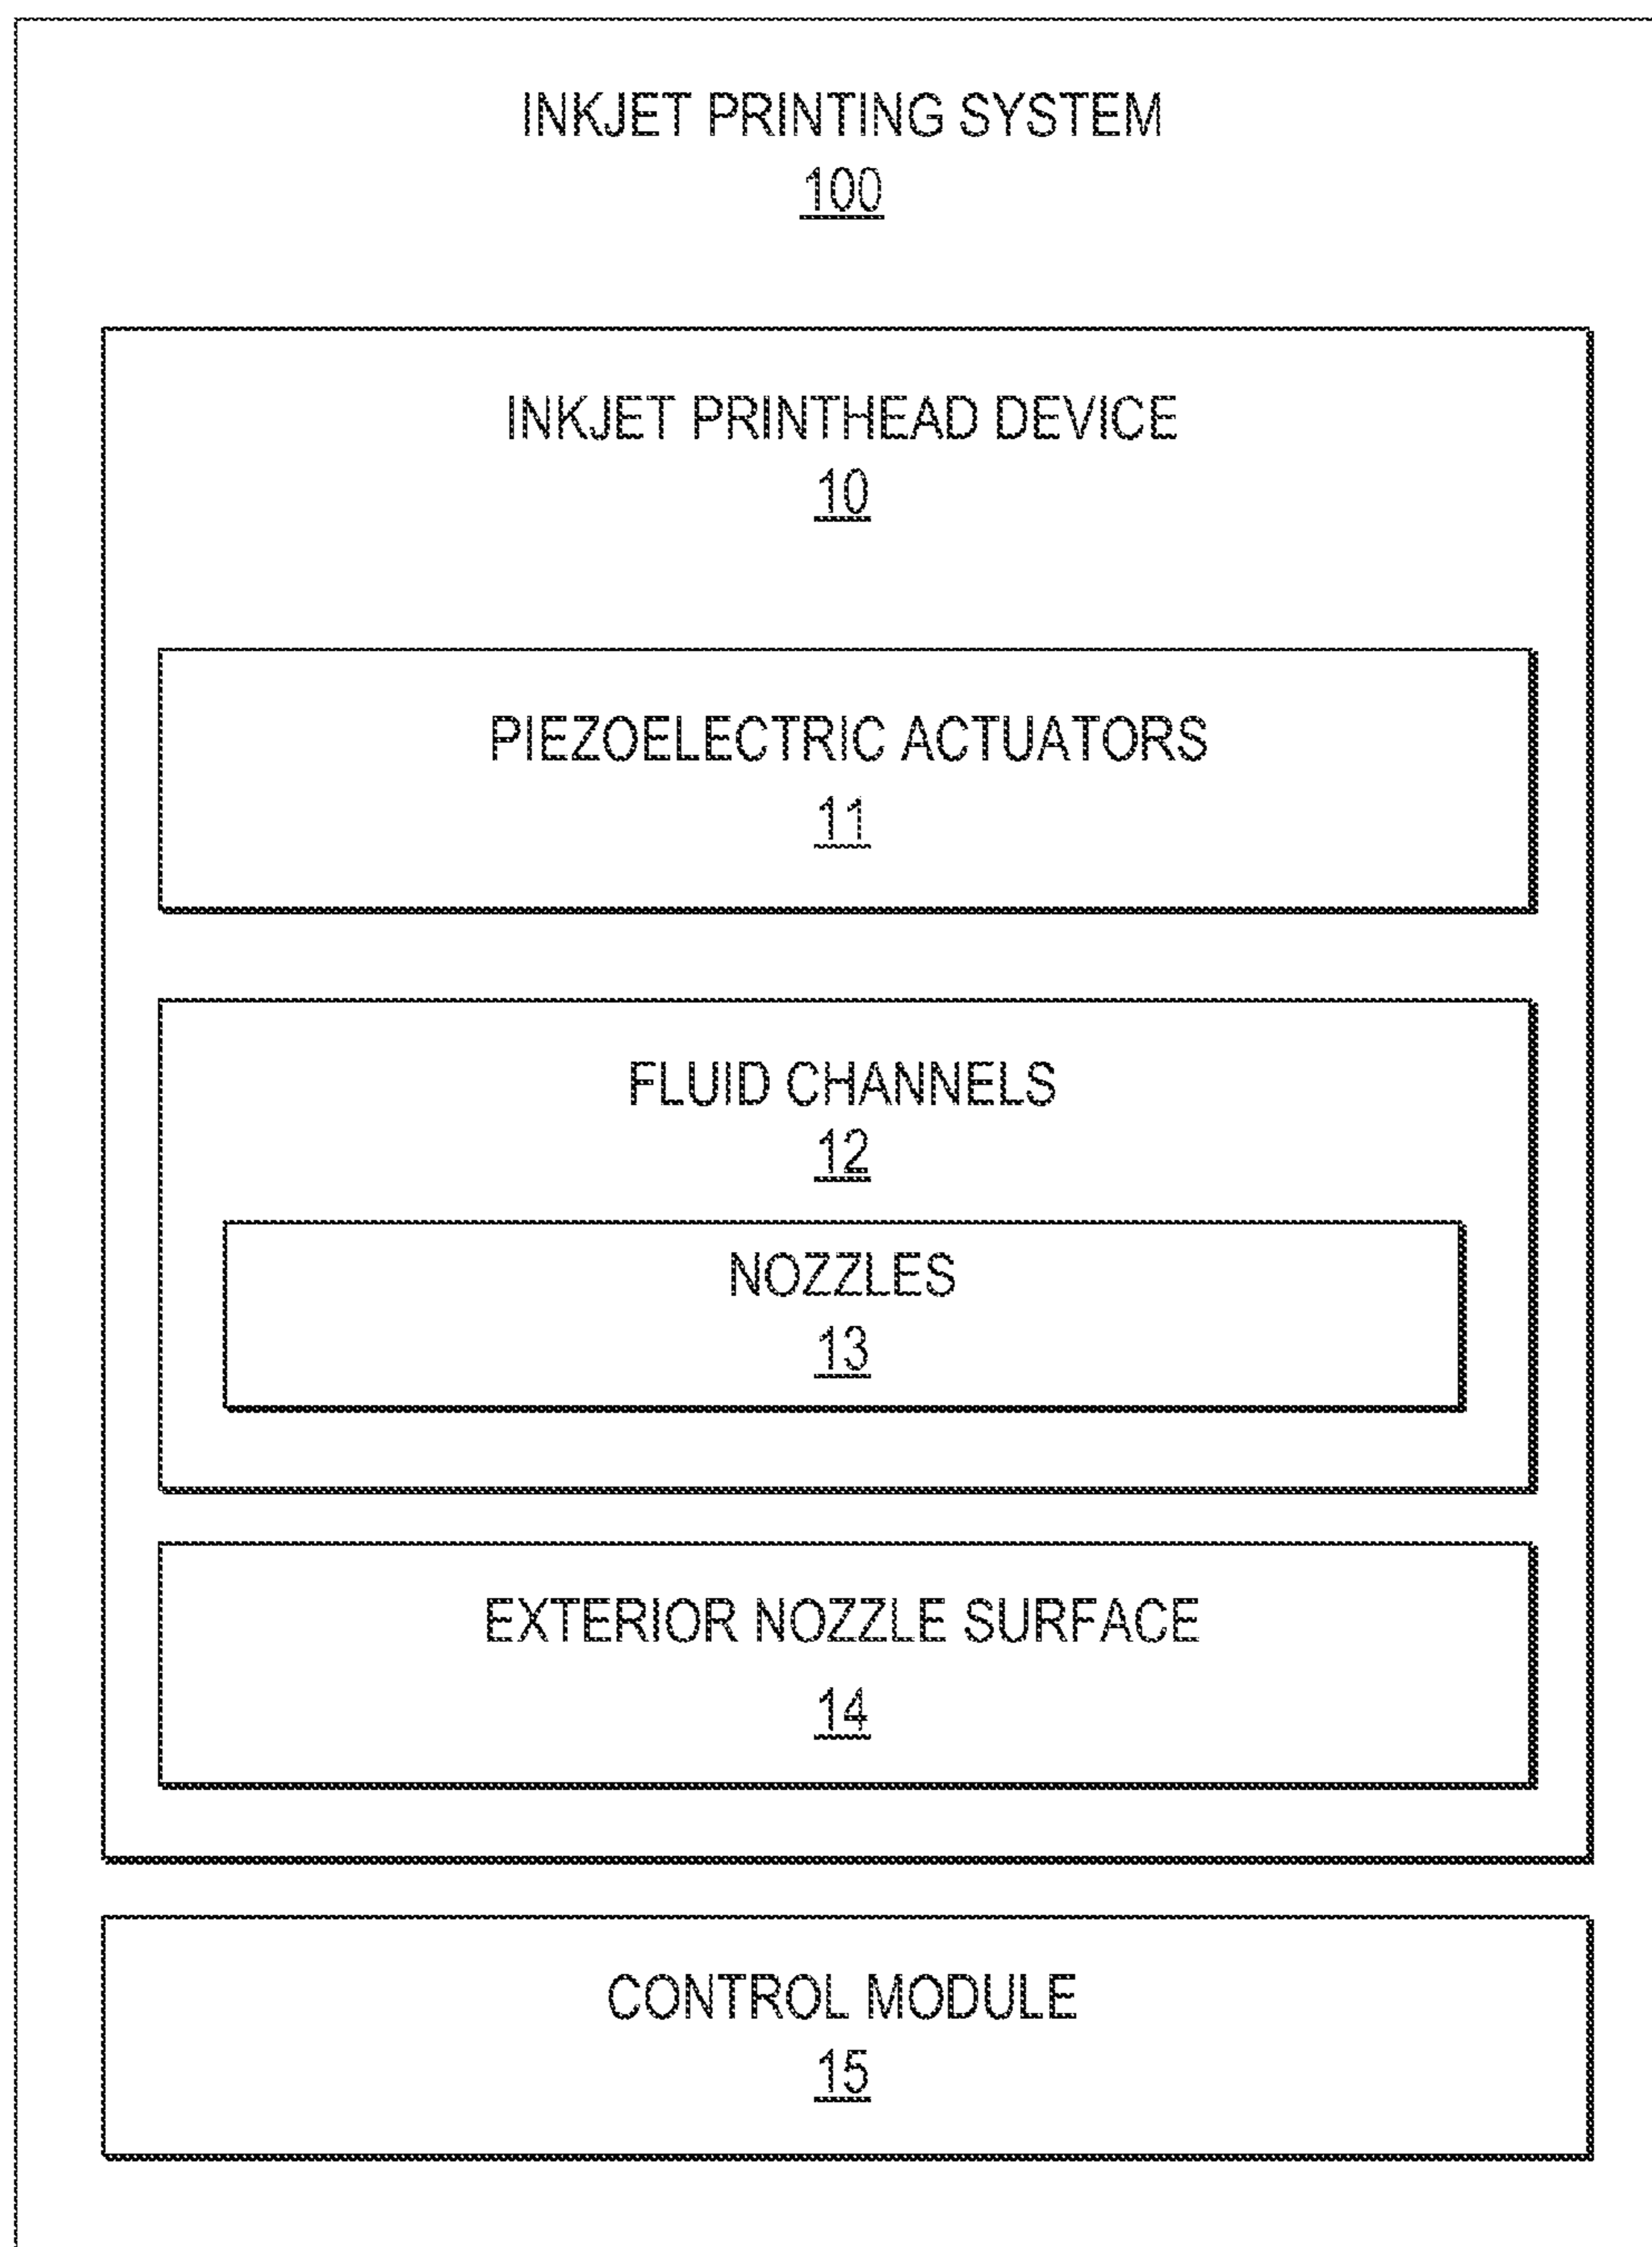 INKJET PRINTING SYSTEM
100
INKJET PRINTHEAD DEVICE
10
PIEZOELECTRIC ACTUATORS
11
FLUID CHANNELS
12
NOZZLES
13
EXTERIOR NOZZLE SURFACE
14
CONTROL MODULE
15